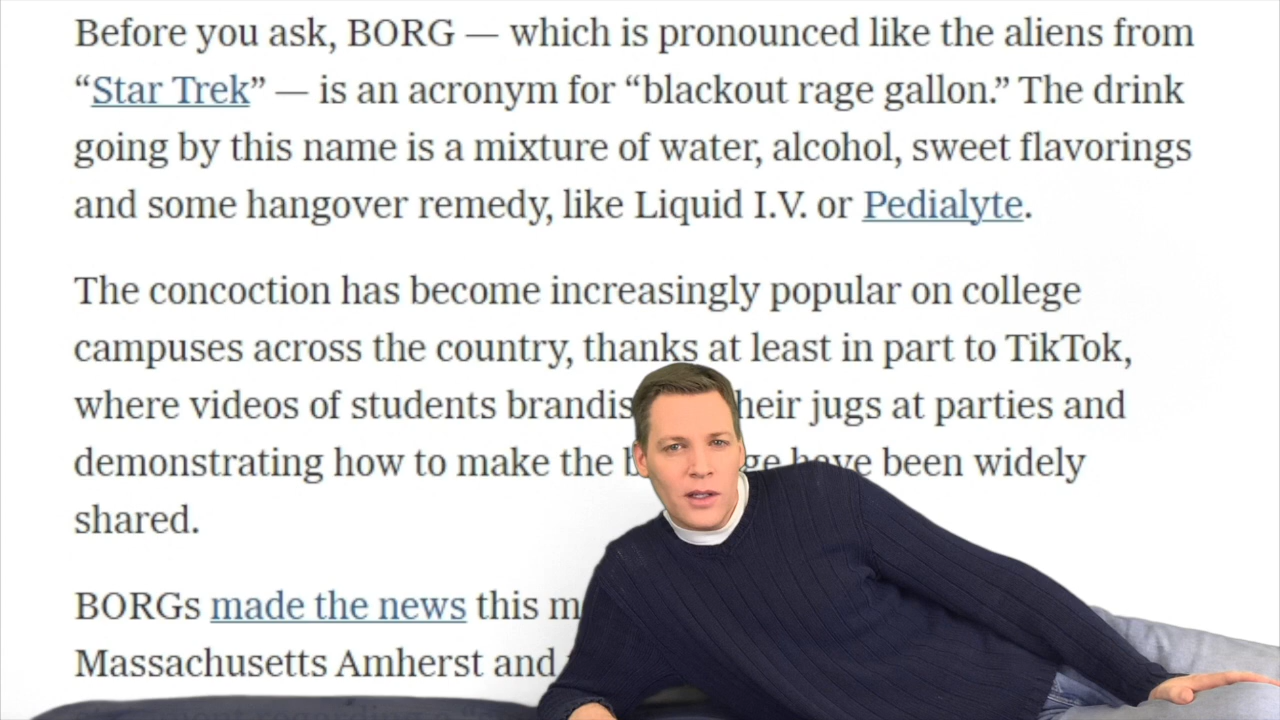 Before you ask, BORG — which is pronounced like the aliens from
“Star Trek” — is an acronym for “blackout rage gallon.” The drink
going by this name is a mixture of water, alcohol, sweet flavorings
and some hangover remedy, like Liquid I.V. or Pedialyte.
The concoction has become increasingly popular on college
campuses across the country, thanks at least in part to TikTok,
where videos of students heir jugs at parties and
demonstrating how to make the have been widely
shared.
BORGs made the news this
Massachusetts Amherst and